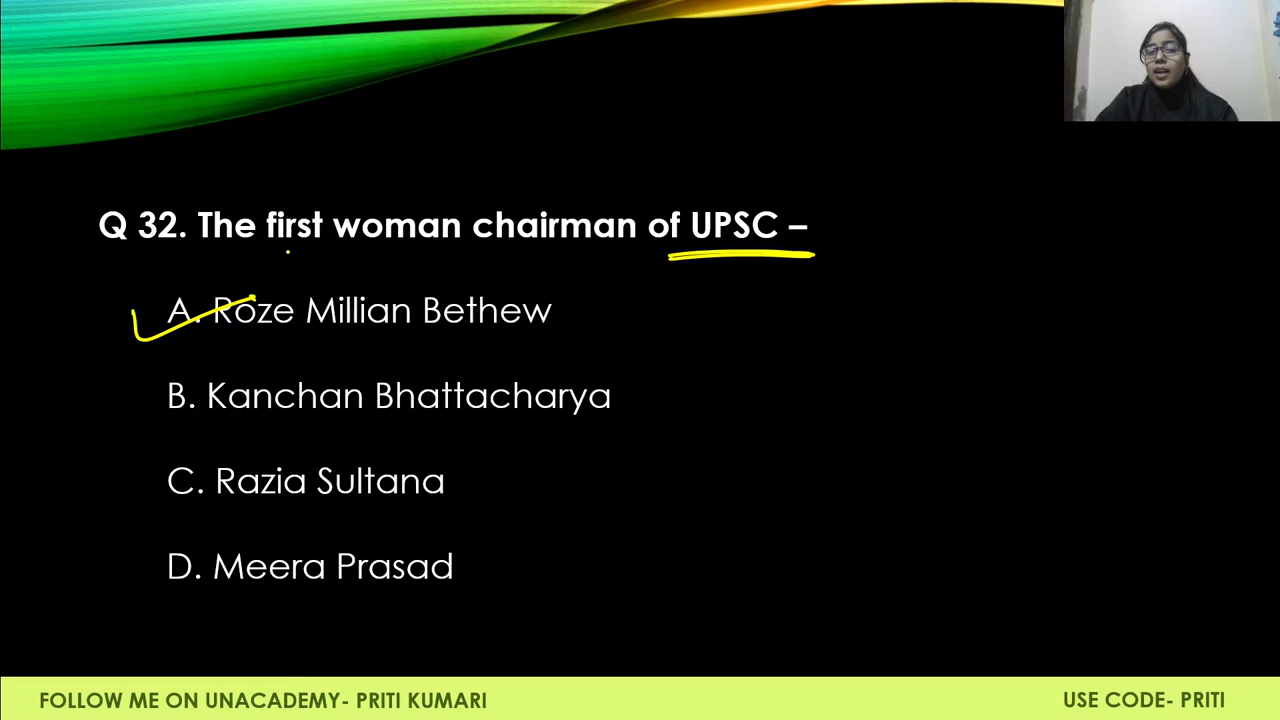 Q 32. The first woman chairman of UPSC –
A. Roze Millian Bethew
B. Kanchan Bhattacharya
C. Razia Sultana
D. Meera Prasad
FOLLOW ME ON UNACADEMY- PRITI KUMARI
USE CODE- PRITI